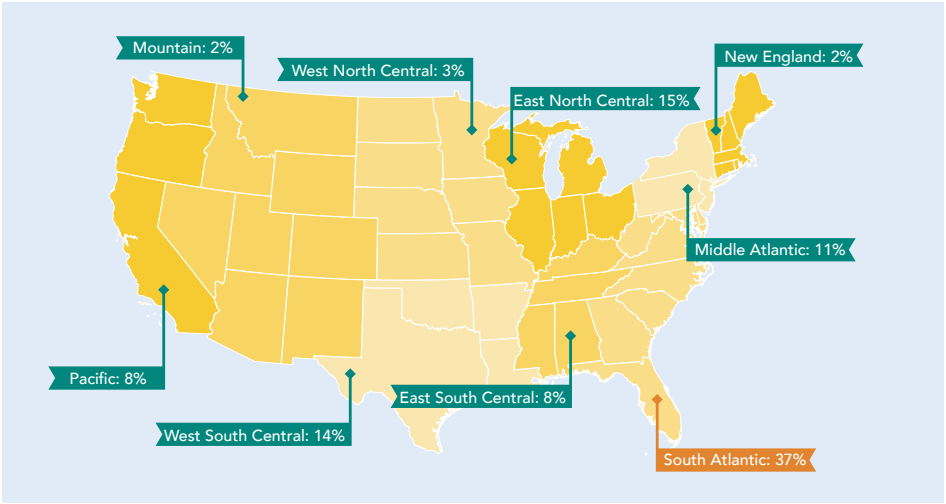 Mountain: 2%
New England: 2%
West North Central: 3%
East North Central: 15%
Middle Atlantic: 11%
Pacific: 8%
East South Central: 8%
West South Central: 14%
South Atlantic: 37%